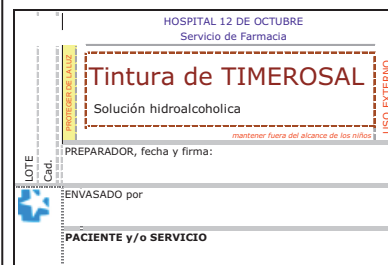 HOSPITAL 12 DE OCTUBRE
Servicio de Farmacia
PROTEGER DE LA LUZ
Tintura de TIMEROSAL
Solución hidroalcoholica
mantener fuera del alcance de los niños
USO EXTERNO
LOTE
Cad.
PREPARADOR, fecha y firma:
ENVASADO por
PACIENTE y/o SERVICIO